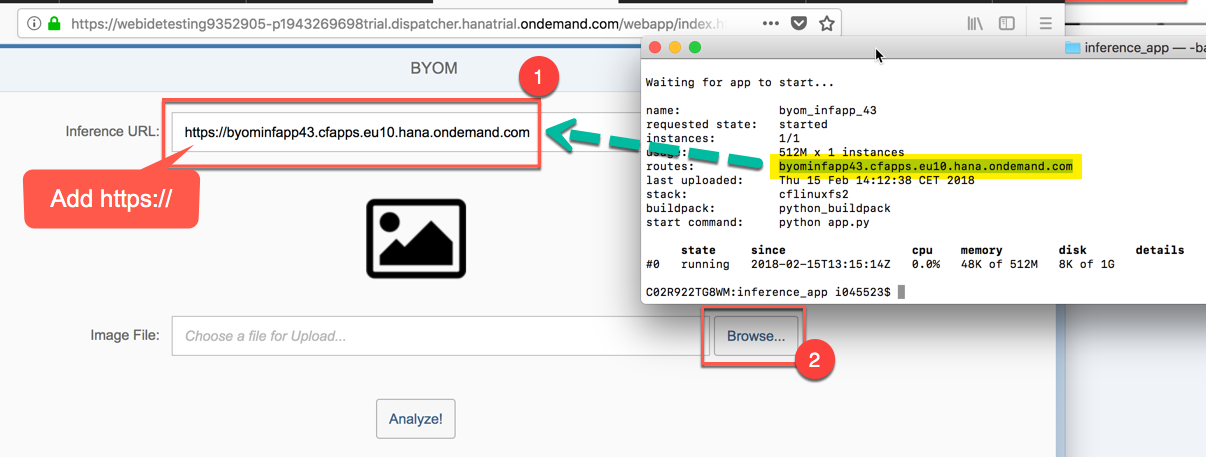 https://webidetesting9352905-p1943269698trial.dispatcher.hanatrial.ondemand.com/webapp/index.h
BYOM
1
Inference URL:
https://byominfapp43.cfapps.eu10.hana.ondemand.com
Add https://
Image File:
Choose a file for Upload...
Browse...
2
Analyze!
inference_app — -ba
Waiting for app to start...
name: byom_infapp_43
requested state: started
instances: 1/1
usage: 512M x 1 instances
routes: byominfapp43.cfapps.eu10.hana.ondemand.com
last uploaded: Thu 15 Feb 14:12:38 CET 2018
stack: cflinuxfs2
buildpack: python_buildpack
start command: python app.py
state since cpu memory disk details
#0 running 2018-02-15T13:15:14Z 0.0% 48K of 512M 8K of 1G
C02R922TG8WM:inference_app i045523$